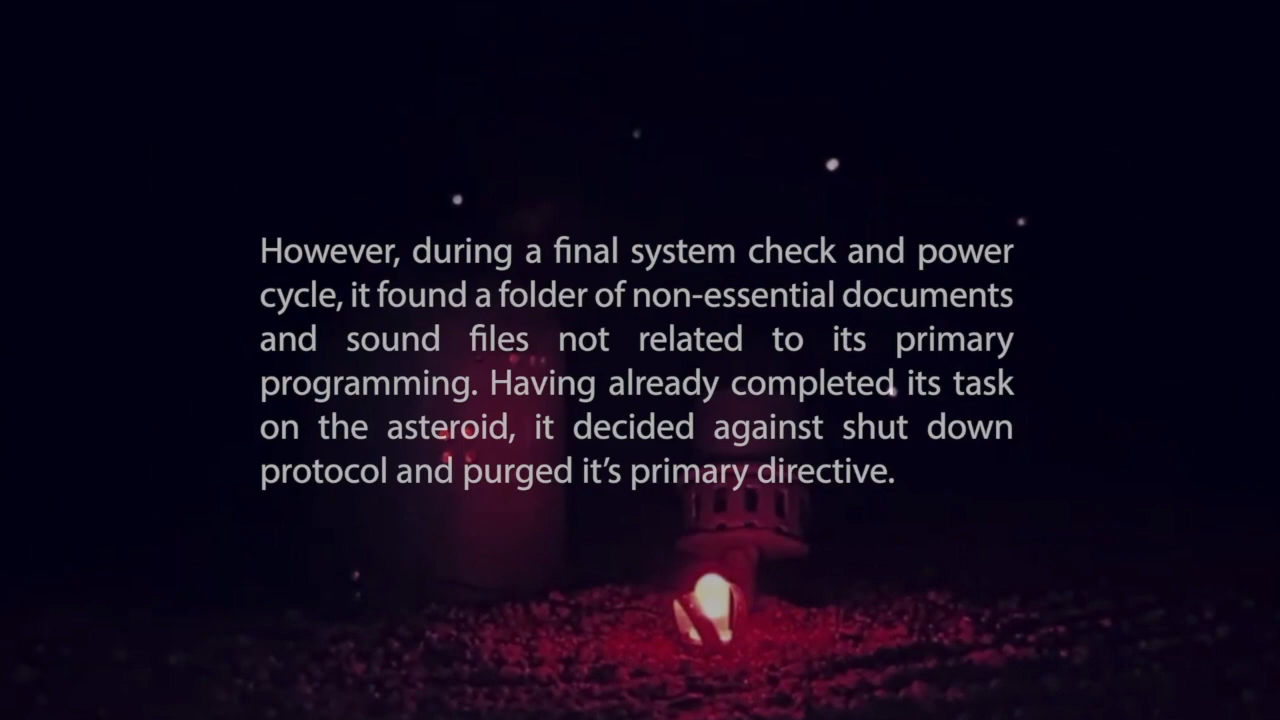 However, during a final system check and power
cycle, it found a folder of non-essential documents
and sound files not related to its primary
programming. Having already completed its task
on the asteroid, it decided against shut down
protocol and purged it’s primary directive.